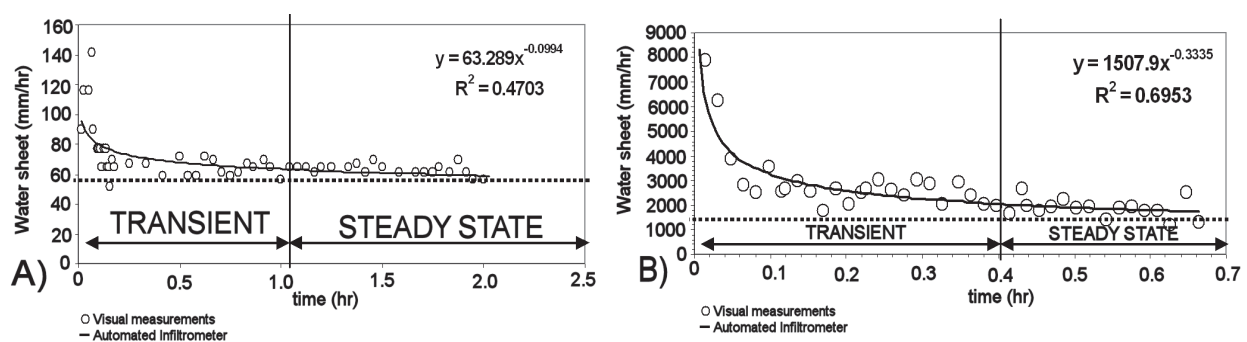 160
140
120
100
80
60
40
20
0
Water sheet (mm/hr)
y = 63.289x^-0.0994
R² = 0.4703
TRANSIENT
STEADY STATE
0
0.5
1.0
1.5
2.0
2.5
A)
time (hr)
Visual measurements
Automated Infiltrometer
9000
8000
7000
6000
5000
4000
3000
2000
1000
0
Water sheet (mm/hr)
y = 1507.9x^-0.3335
R² = 0.6953
TRANSIENT
STEADY STATE
0
0.1
0.2
0.3
0.4
0.5
0.6
0.7
B)
time (hr)
Visual measurements
Automated Infiltrometer